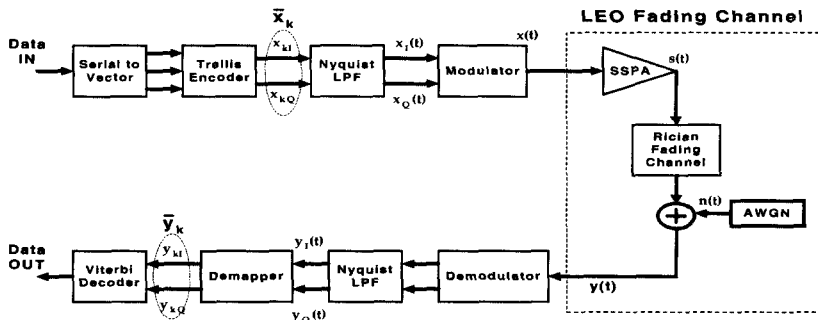 LEO Fading Channel
Data
IN
Serial to
Vector
Trellis
Encoder
x̄k
xkI
xkQ
Nyquist
LPF
xI(t)
xQ(t)
Modulator
x(t)
SSPA
s(t)
Rician
Fading
Channel
n(t)
AWGN
+
y(t)
Demodulator
Nyquist
LPF
yI(t)
yQ(t)
Demapper
ȳk
ykI
ykQ
Viterbi
Decoder
Data
OUT